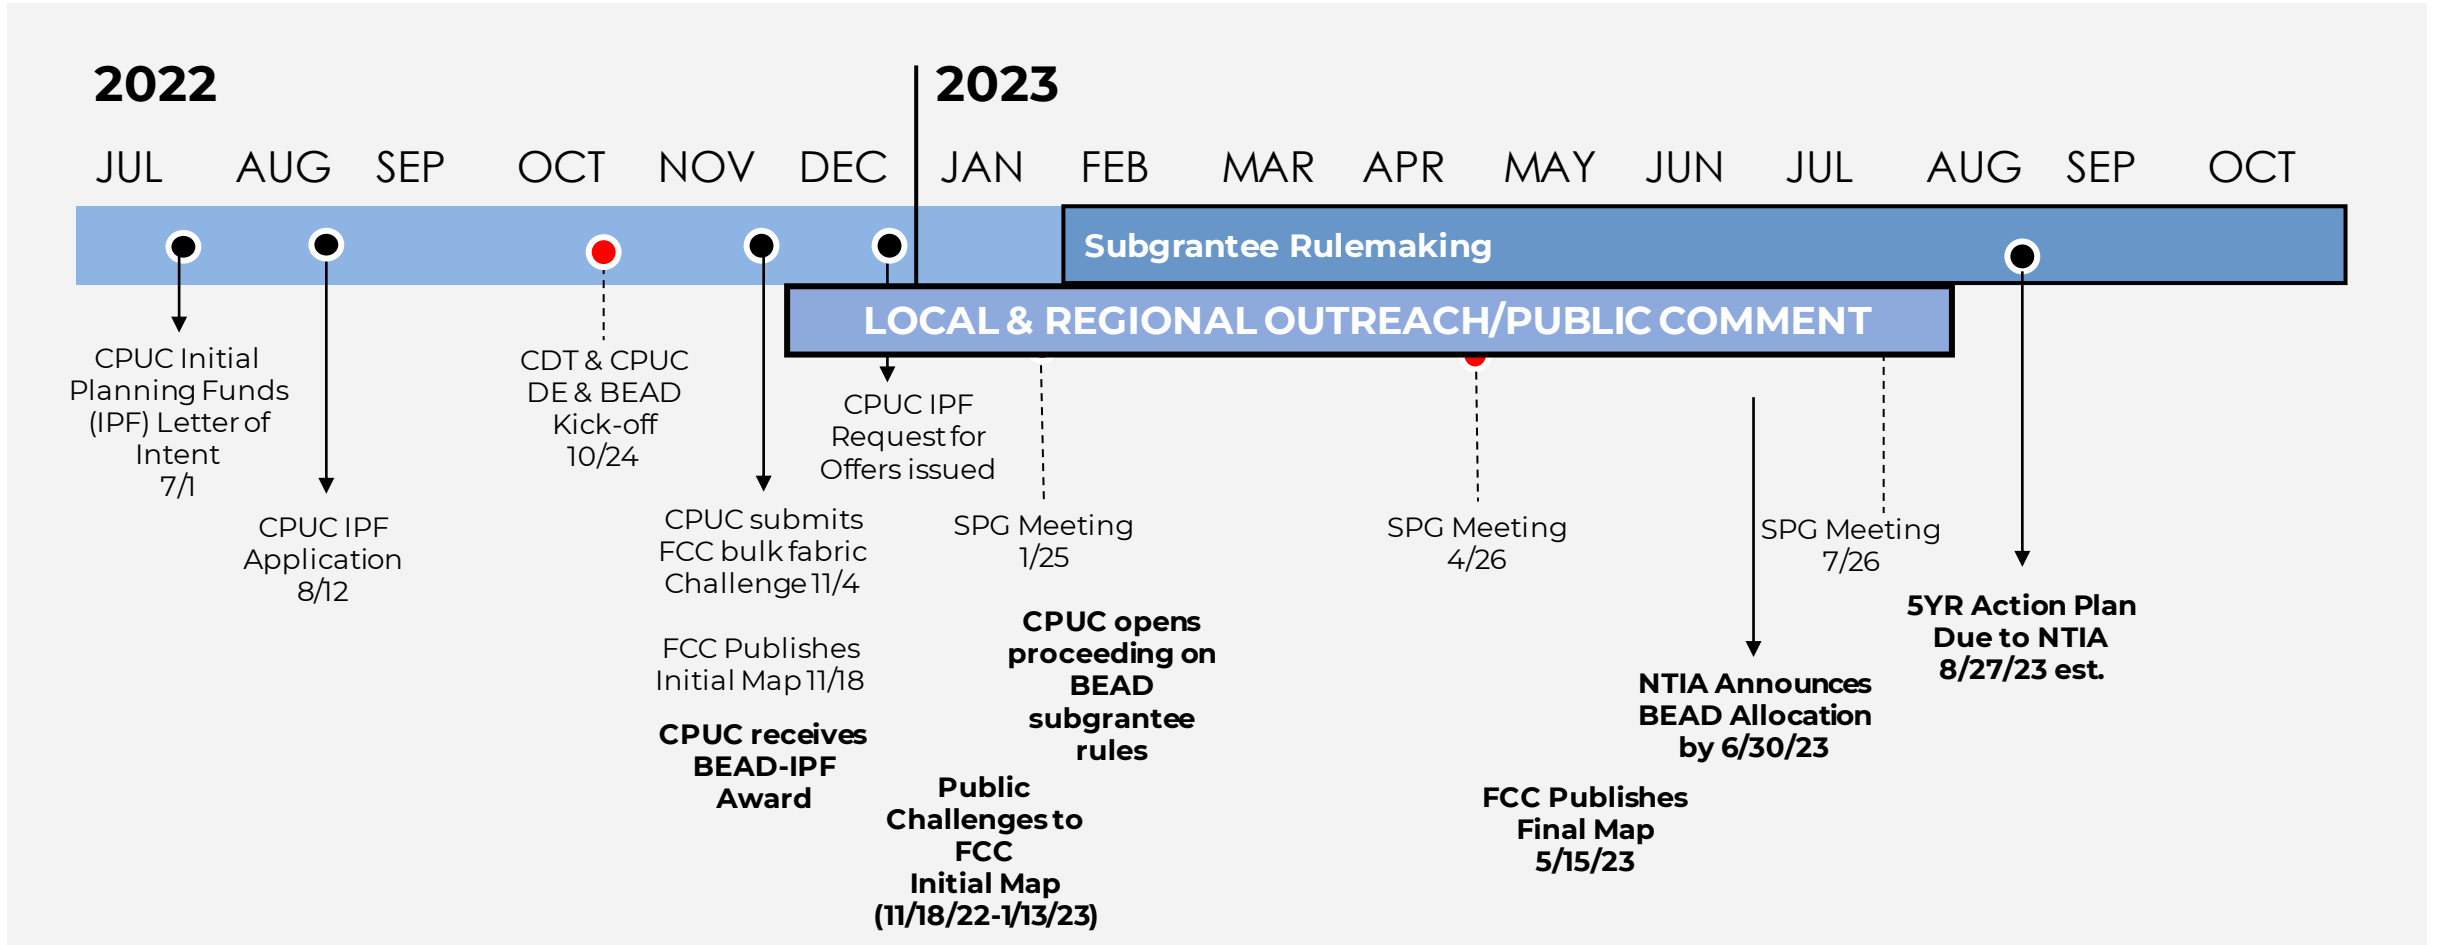 2022
2023
JUL
AUG
SEP
OCT
NOV
DEC
JAN
FEB
MAR
APR
MAY
JUN
JUL
AUG
SEP
OCT
Subgrantee Rulemaking
LOCAL & REGIONAL OUTREACH/PUBLIC COMMENT
CPUC Initial
Planning Funds
(IPF) Letter of
Intent
7/1
CPUC IPF
Application
8/12
CDT & CPUC
DE & BEAD
Kick-off
10/24
CPUC submits
FCC bulk fabric
Challenge 11/4
FCC Publishes
Initial Map 11/18
CPUC receives
BEAD-IPF
Award
CPUC IPF
Request for
Offers issued
SPG Meeting
1/25
CPUC opens
proceeding on
BEAD
subgrantee
rules
Public
Challenges to
FCC
Initial Map
(11/18/22-1/13/23)
SPG Meeting
4/26
FCC Publishes
Final Map
5/15/23
NTIA Announces
BEAD Allocation
by 6/30/23
SPG Meeting
7/26
5YR Action Plan
Due to NTIA
8/27/23 est.